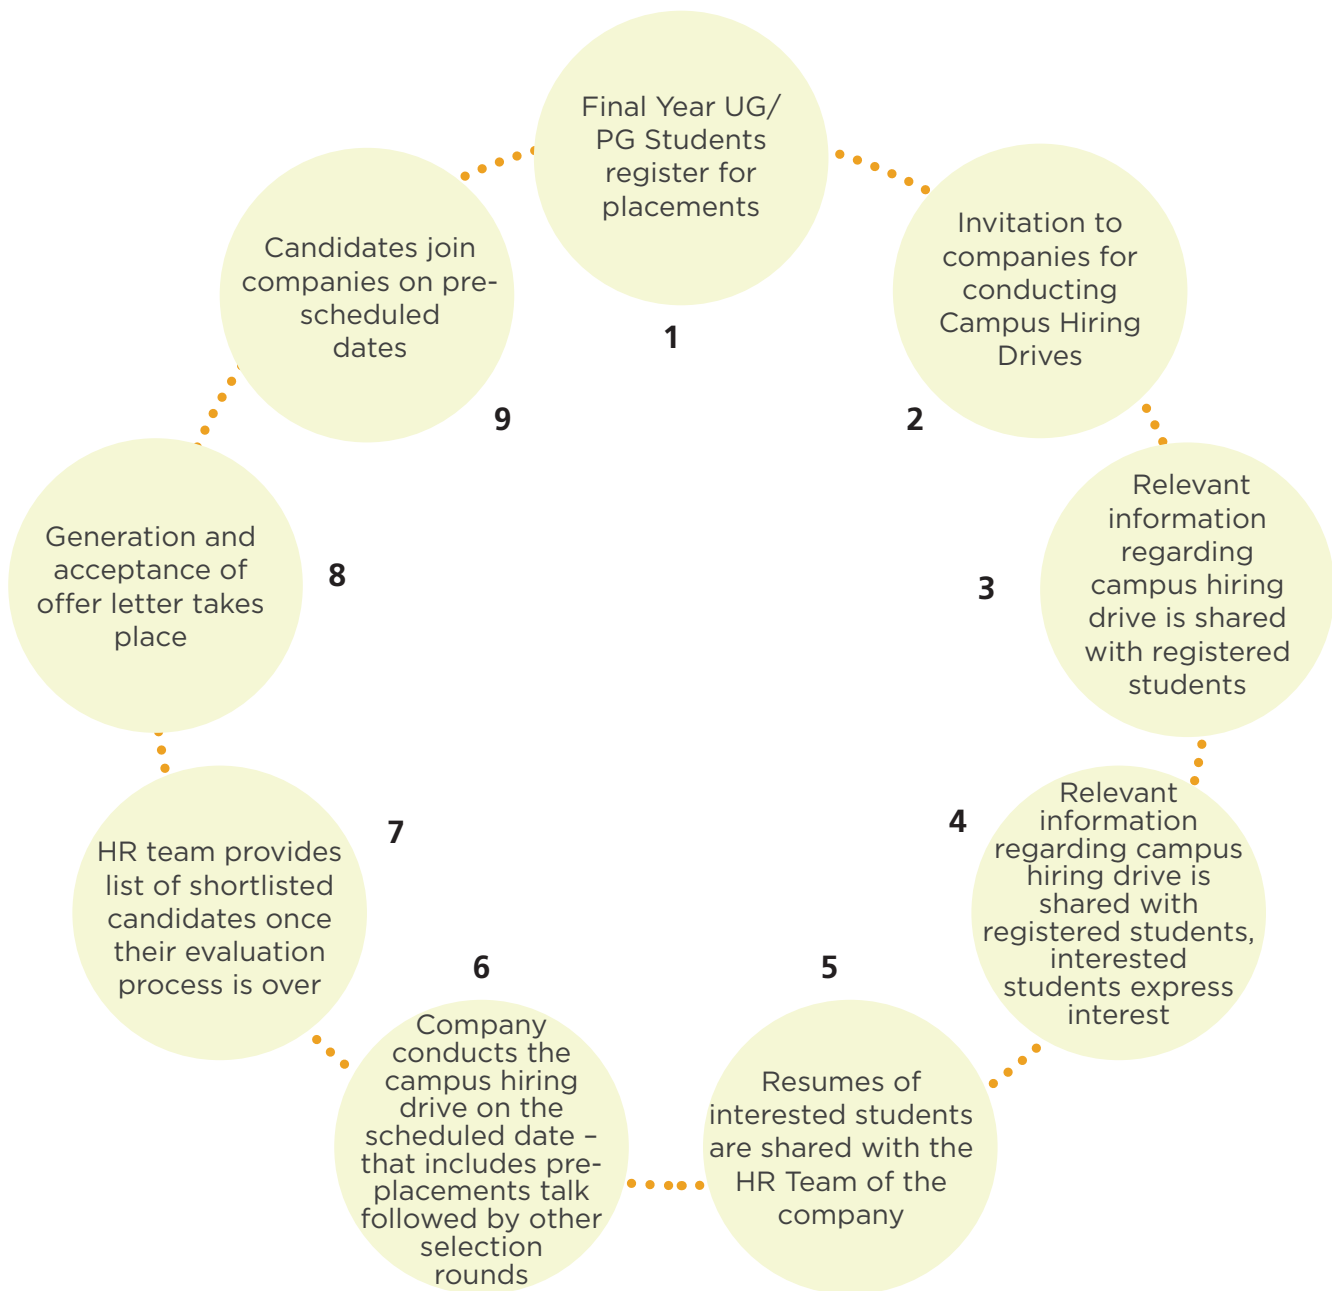 Final Year UG/
PG Students
register for
placements
1
Invitation to
companies for
conducting
Campus Hiring
Drives
2
Relevant
information
regarding
campus hiring
drive is shared
with registered
students
3
Relevant
information
regarding campus
hiring drive is
shared with
registered students,
interested
students express
interest
4
Resumes of
interested students
are shared with the
HR Team of the
company
5
Company
conducts the
campus hiring
drive on the
scheduled date –
that includes pre-
placements talk
followed by other
selection
rounds
6
HR team provides
list of shortlisted
candidates once
their evaluation
process is over
7
Generation and
acceptance of
offer letter takes
place
8
Candidates join
companies on pre-
scheduled
dates
9